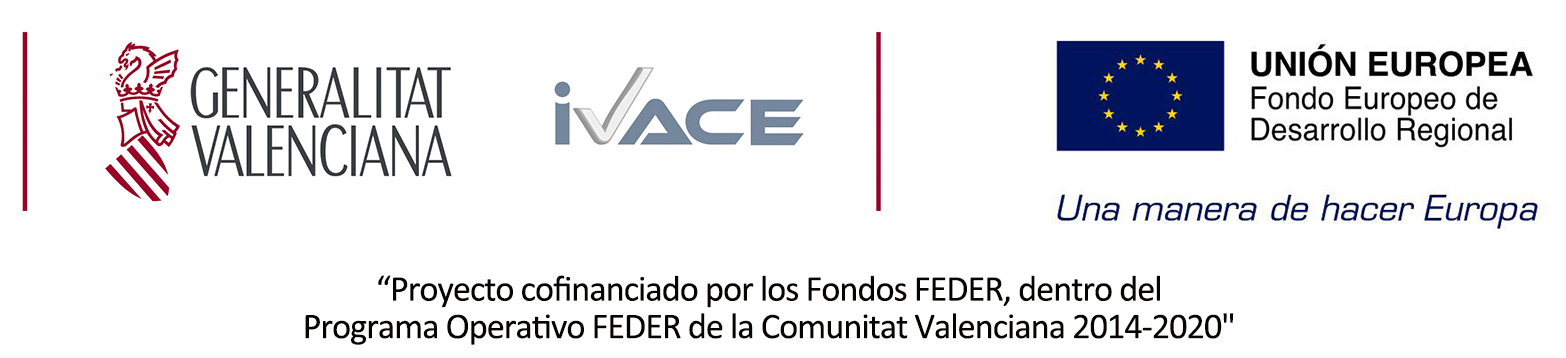 GENERALITAT
VALENCIANA
iVACE
UNIÓN EUROPEA
Fondo Europeo de
Desarrollo Regional
Una manera de hacer Europa
“Proyecto cofinanciado por los Fondos FEDER, dentro del
Programa Operativo FEDER de la Comunitat Valenciana 2014-2020"